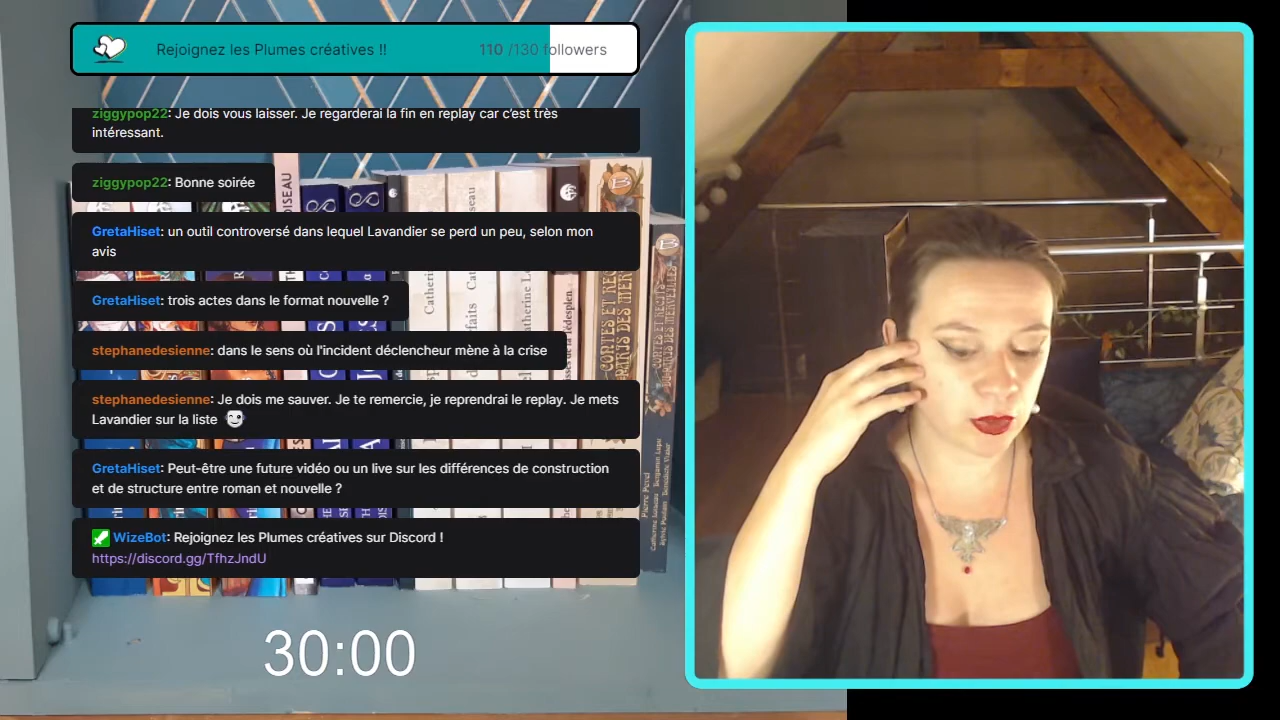 Rejoignez les Plumes créatives !!
110 /130 followers
ziggypop22: Je dois vous laisser. Je regarderai la fin en replay car c’est très
intéressant.
ziggypop22: Bonne soirée
GretaHiset: un outil controversé dans lequel Lavandier se perd un peu, selon mon
avis
GretaHiset: trois actes dans le format nouvelle ?
stephanedesienne: dans le sens où l'incident déclencheur mène à la crise
stephanedesienne: Je dois me sauver. Je te remercie, je reprendrai le replay. Je mets
Lavandier sur la liste
GretaHiset: Peut-être une future vidéo ou un live sur les différences de construction
et de structure entre roman et nouvelle ?
WizeBot: Rejoignez les Plumes créatives sur Discord !
https://discord.gg/TfhzJndU
30:00